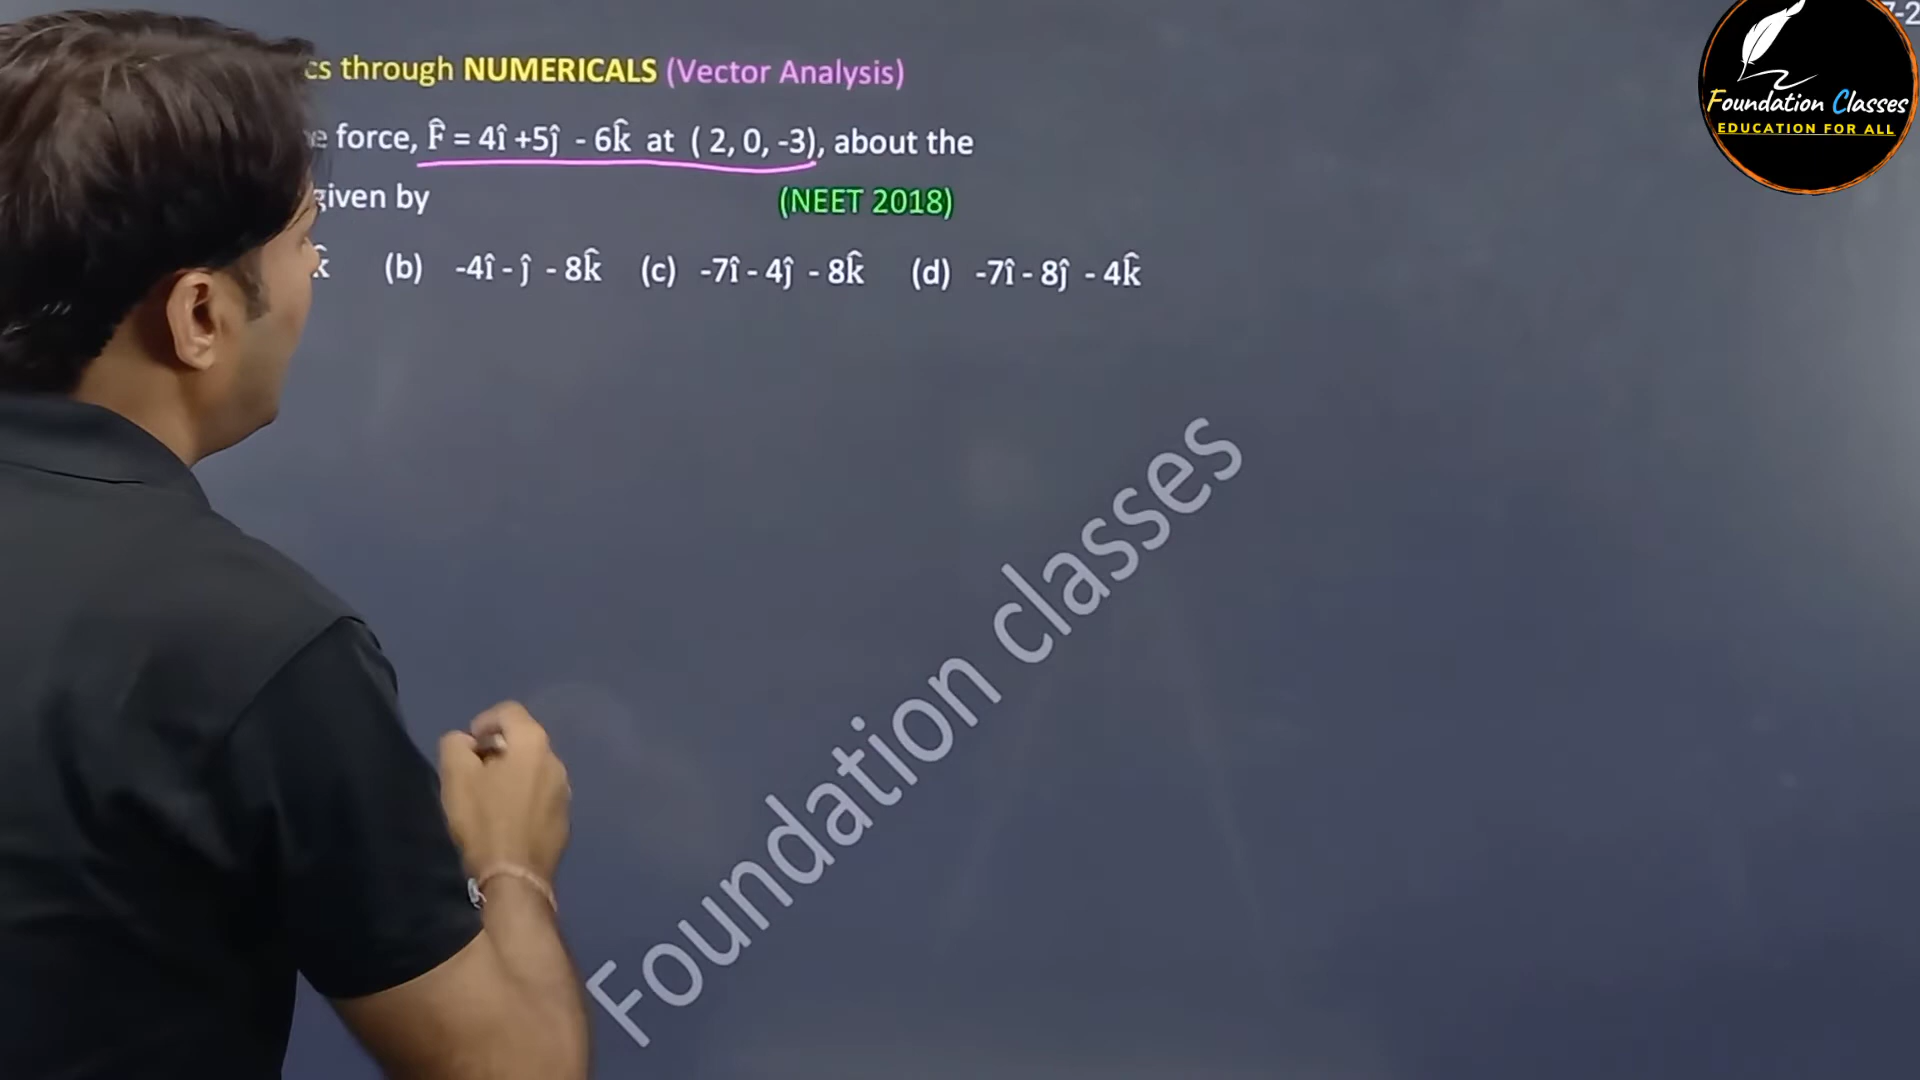 cs through NUMERICALS (Vector Analysis)
force, F̂ = 4î +5ĵ - 6k̂ at ( 2, 0, -3), about the
given by (NEET 2018)
k̂ (b) -4î - ĵ - 8k̂ (c) -7î - 4ĵ - 8k̂ (d) -7î - 8ĵ - 4k̂
Foundation Classes
EDUCATION FOR ALL
Foundation classes